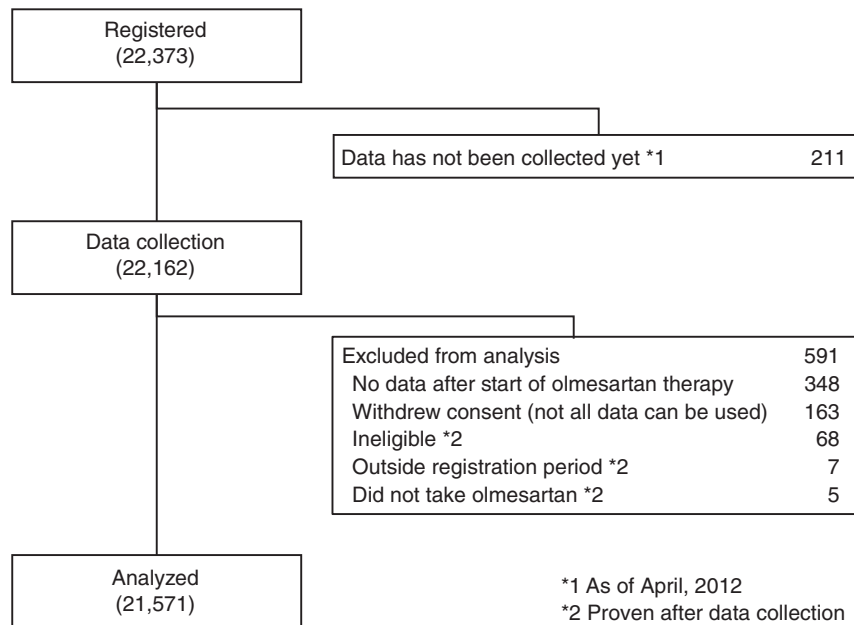 Registered
(22,373)
Data has not been collected yet *1 211
Data collection
(22,162)
Excluded from analysis 591
No data after start of olmesartan therapy 348
Withdrew consent (not all data can be used) 163
Ineligible *2 68
Outside registration period *2 7
Did not take olmesartan *2 5
Analyzed
(21,571)
*1 As of April, 2012
*2 Proven after data collection